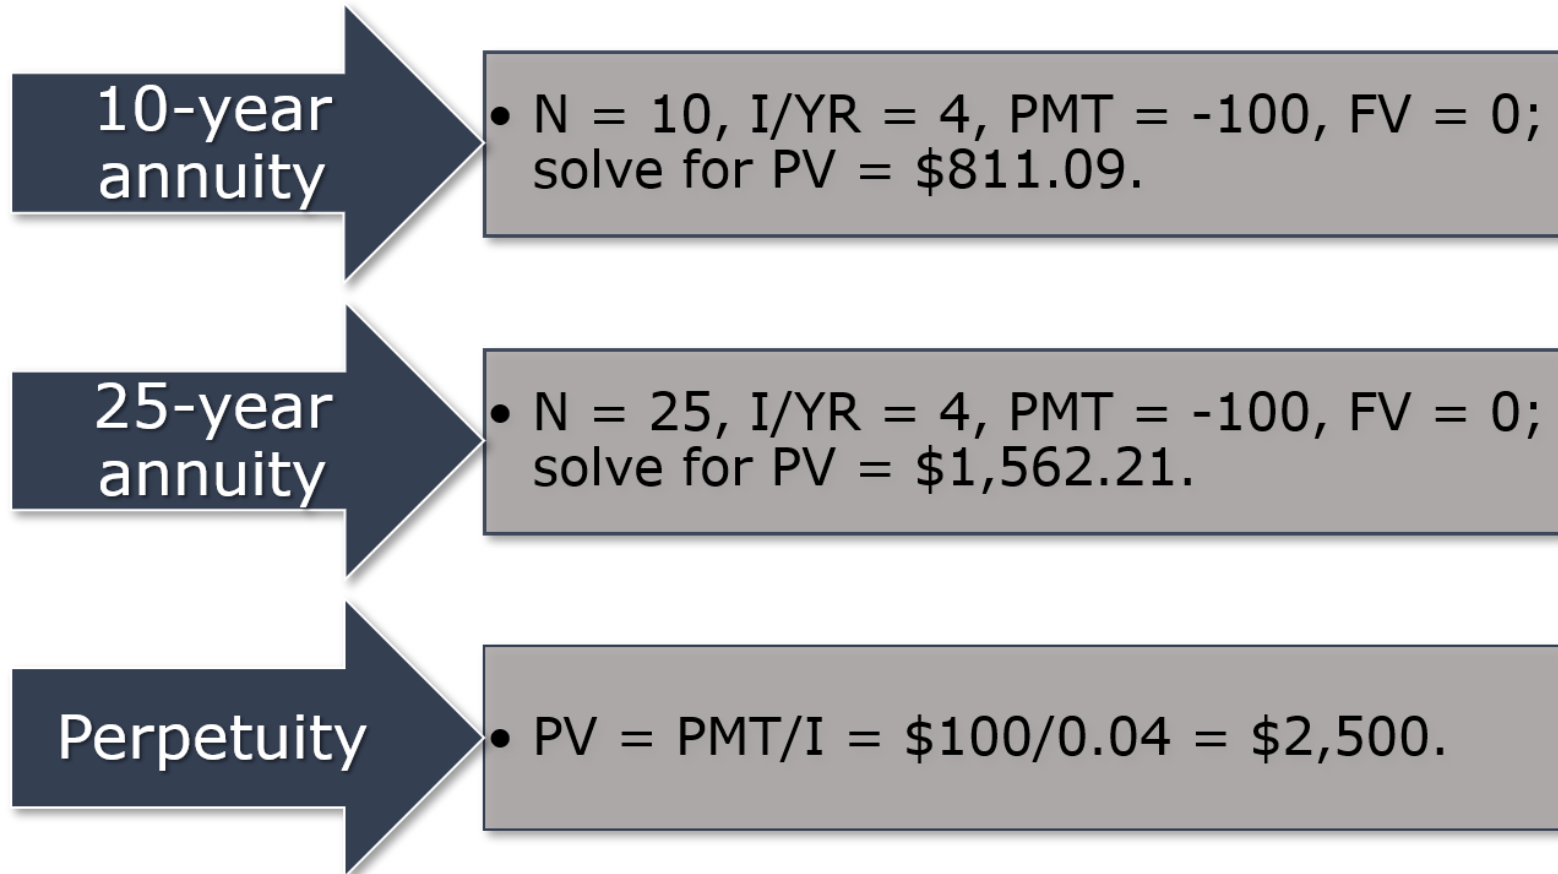 10-year
annuity
• N = 10, I/YR = 4, PMT = -100, FV = 0;
solve for PV = $811.09.
25-year
annuity
• N = 25, I/YR = 4, PMT = -100, FV = 0;
solve for PV = $1,562.21.
Perpetuity
• PV = PMT/I = $100/0.04 = $2,500.